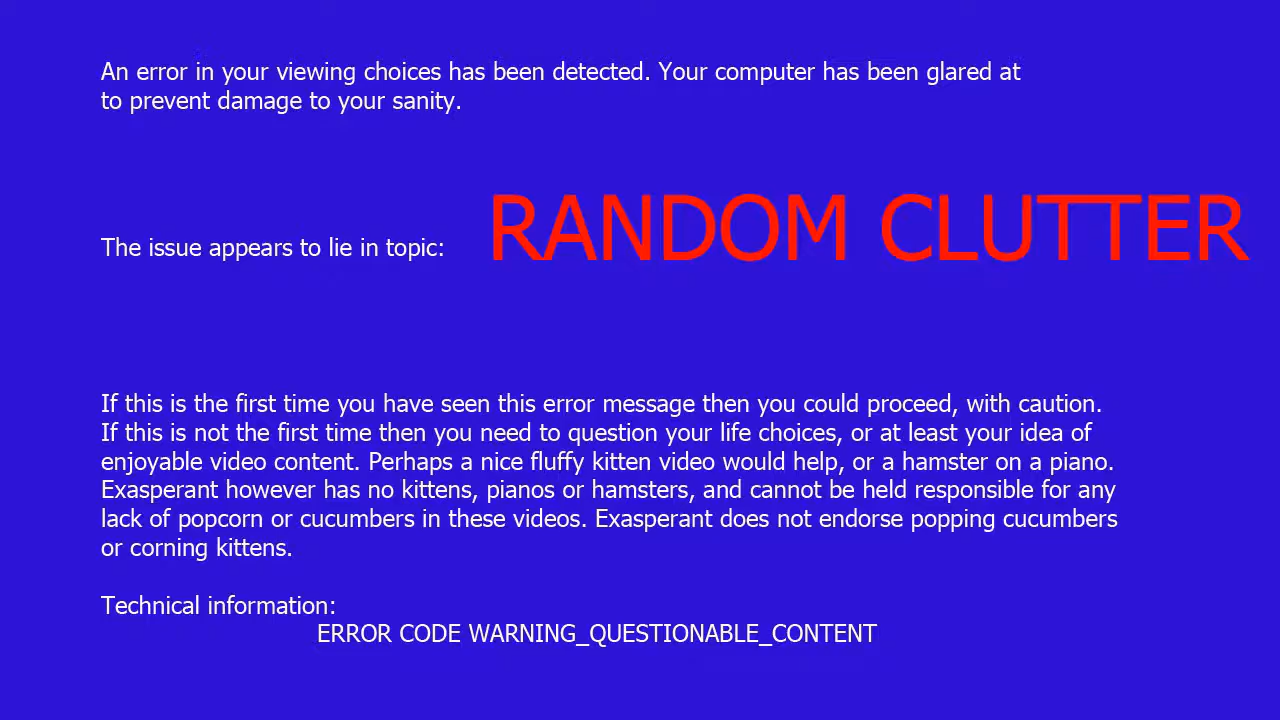 An error in your viewing choices has been detected. Your computer has been glared at
to prevent damage to your sanity.
The issue appears to lie in topic: RANDOM CLUTTER
If this is the first time you have seen this error message then you could proceed, with caution.
If this is not the first time then you need to question your life choices, or at least your idea of
enjoyable video content. Perhaps a nice fluffy kitten video would help, or a hamster on a piano.
Exasperant however has no kittens, pianos or hamsters, and cannot be held responsible for any
lack of popcorn or cucumbers in these videos. Exasperant does not endorse popping cucumbers
or corning kittens.
Technical information:
ERROR CODE WARNING_QUESTIONABLE_CONTENT